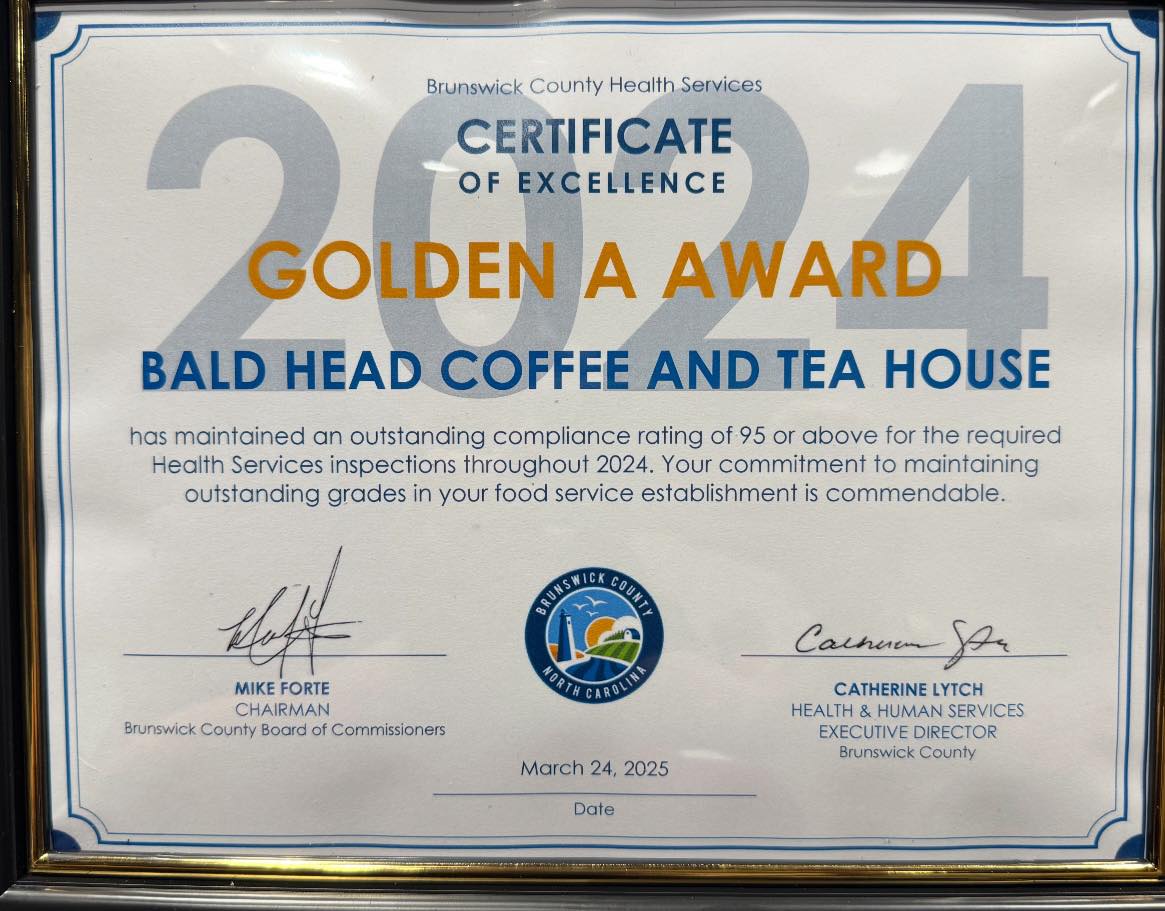 2024
Brunswick County Health Services
CERTIFICATE
OF EXCELLENCE
GOLDEN A AWARD
BALD HEAD COFFEE AND TEA HOUSE
has maintained an outstanding compliance rating of 95 or above for the required
Health Services inspections throughout 2024. Your commitment to maintaining
outstanding grades in your food service establishment is commendable.
MIKE FORTE
CHAIRMAN
Brunswick County Board of Commissioners
BRUNSWICK COUNTY
NORTH CAROLINA
CATHERINE LYTCH
HEALTH & HUMAN SERVICES
EXECUTIVE DIRECTOR
Brunswick County
March 24, 2025
Date